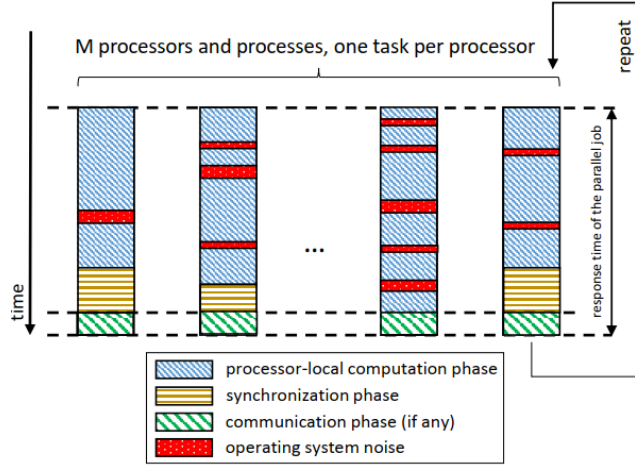 M processors and processes, one task per processor
repeat
time
...
response time of the parallel job
processor-local computation phase
synchronization phase
communication phase (if any)
operating system noise